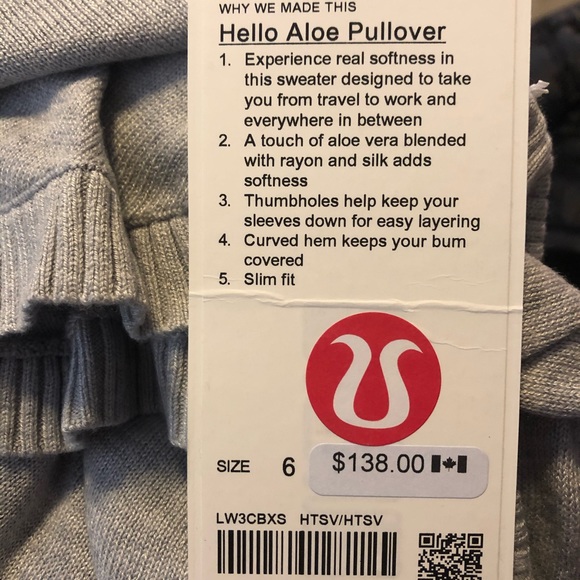 WHY WE MADE THIS
Hello Aloe Pullover
1. Experience real softness in
this sweater designed to take
you from travel to work and
everywhere in between
2. A touch of aloe vera blended
with rayon and silk adds
softness
3. Thumbholes help keep your
sleeves down for easy layering
4. Curved hem keeps your bum
covered
5. Slim fit
SIZE 6 $138.00
LW3CBXS HTSV/HTSV